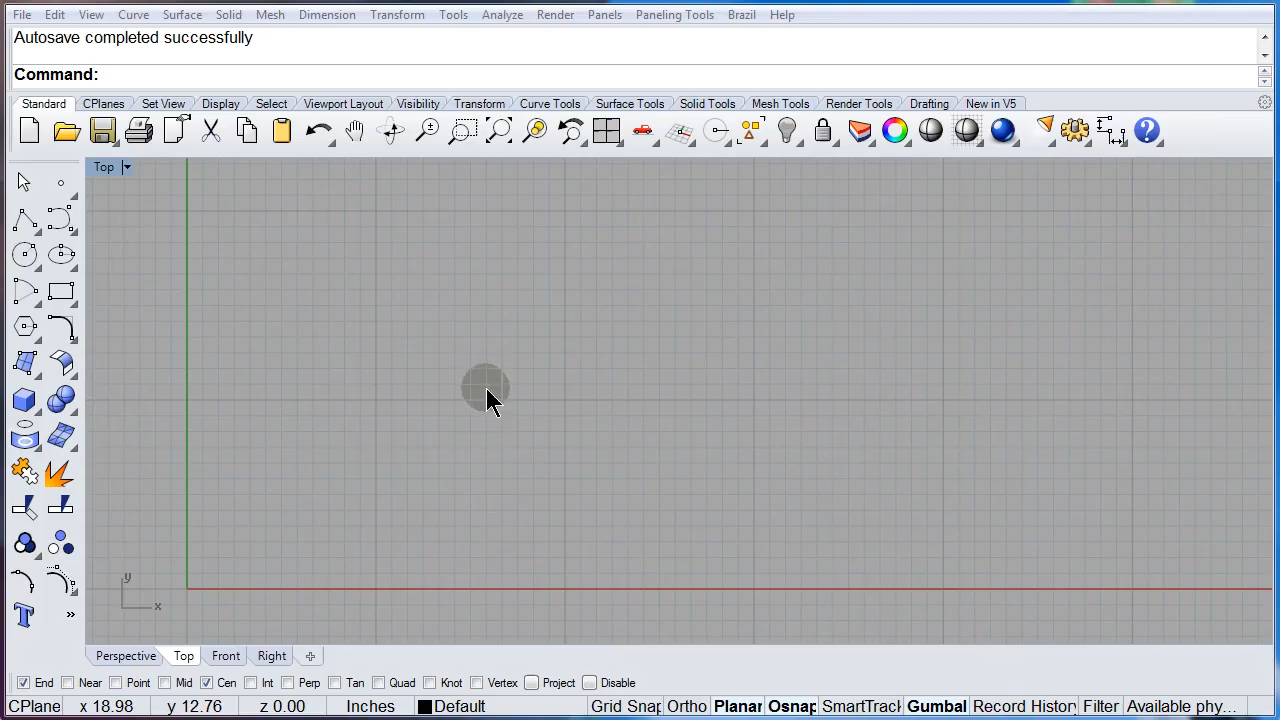 File Edit View Curve Surface Solid Mesh Dimension Transform Tools Analyze Render Panels Paneling Tools Brazil Help
Autosave completed successfully
Command:
Standard CPlanes Set View Display Select Viewport Layout Visibility Transform Curve Tools Surface Tools Solid Tools Mesh Tools Render Tools Drafting New in V5
Top
y
x
Perspective Top Front Right
End Near Point Mid Cen Int Perp Tan Quad Knot Vertex Project Disable
CPlane x 18.98 y 12.76 z 0.00 Inches Default Grid Snap Ortho Planar Osnap SmartTrack Gumbal Record History Filter Available phy...